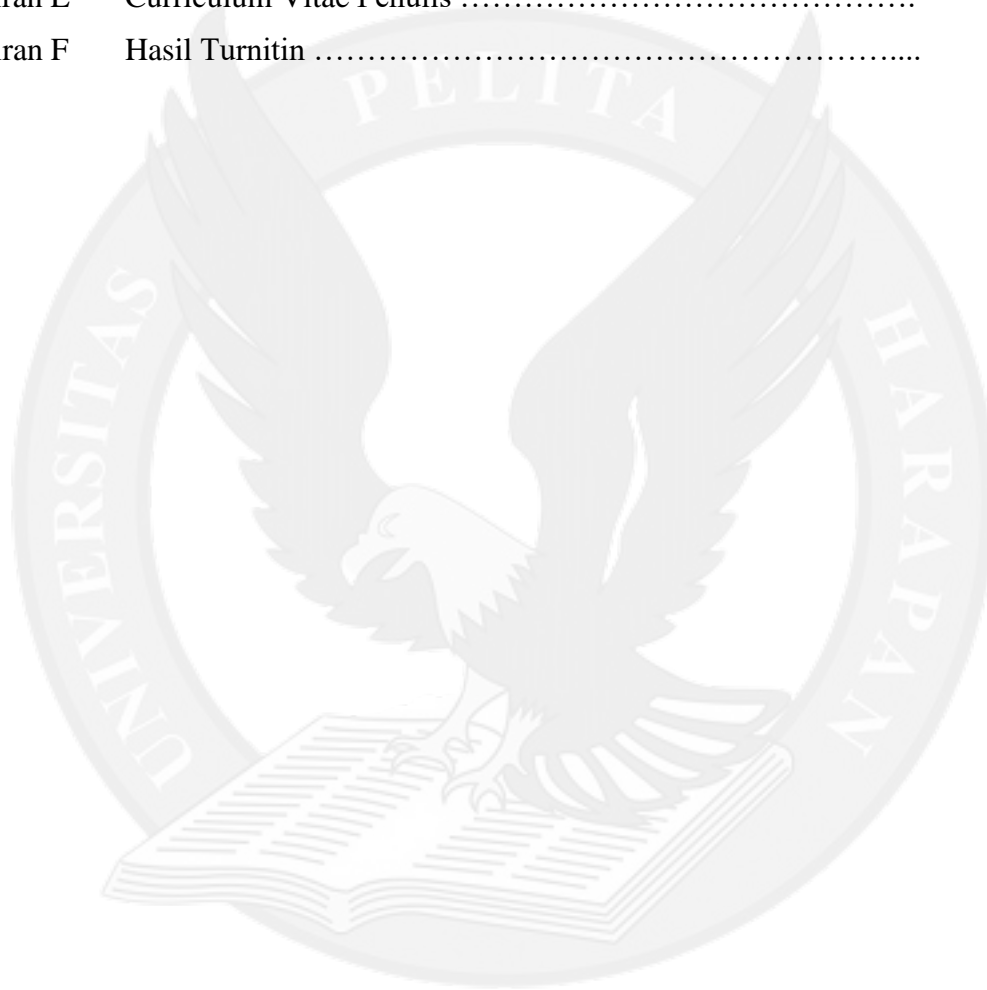 ran E Curriculum Vitae Penulis …………………………………….
ran F Hasil Turnitin ………………………………………………....
PELITA
UNIVERSITAS
HARAPAN